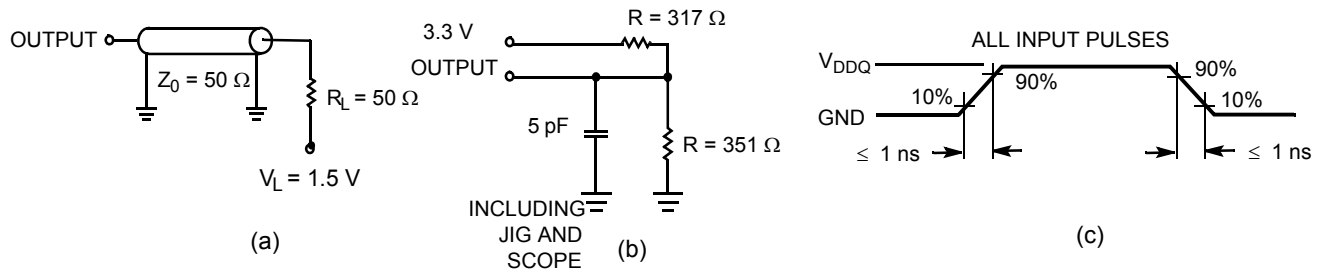 OUTPUT
Z0 = 50 Ω
RL = 50 Ω
VL = 1.5 V
(a)
R = 317 Ω
3.3 V
OUTPUT
5 pF
R = 351 Ω
INCLUDING
JIG AND
SCOPE
(b)
ALL INPUT PULSES
VDDQ
GND
10%
90%
90%
10%
≤ 1 ns
≤ 1 ns
(c)